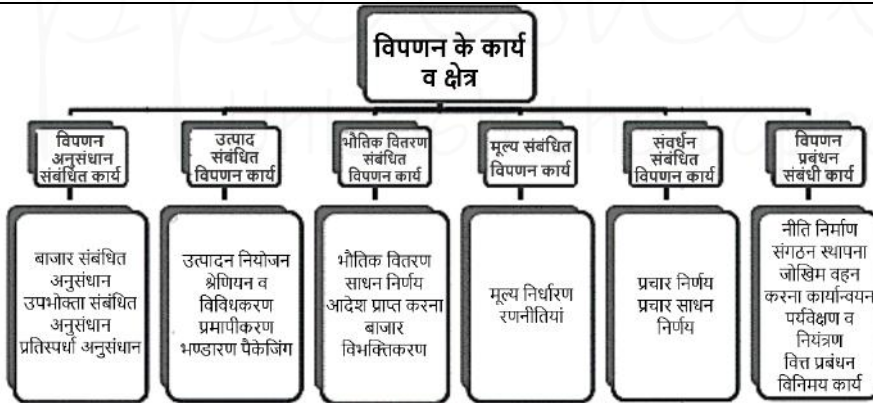 विपणन के कार्य
व क्षेत्र
विपणन
अनुसंधान
संबंधित कार्य
उत्पाद
संबंधित
विपणन कार्य
भौतिक वितरण
संबंधित
विपणन कार्य
मूल्य संबंधित
विपणन कार्य
संवर्धन
संबंधित
विपणन कार्य
विपणन
प्रबंधन
संबंधी कार्य
बाजार संबंधित
अनुसंधान
उपभोक्ता संबंधित
अनुसंधान
प्रतिस्पर्धा अनुसंधान
उत्पादन नियोजन
श्रेणियन व
विविधकरण
प्रमापीकरण
भण्डारण पैकेजिंग
भौतिक वितरण
साधन निर्णय
आदेश प्राप्त करना
बाजार
विभक्तिकरण
मूल्य निर्धारण
रणनीतियां
प्रचार निर्णय
प्रचार साधन
निर्णय
नीति निर्माण
संगठन स्थापना
जोखिम वहन
करना कार्यान्वयन
पर्यवेक्षण व
नियंत्रण
वित्त प्रबंधन
विनिमय कार्य